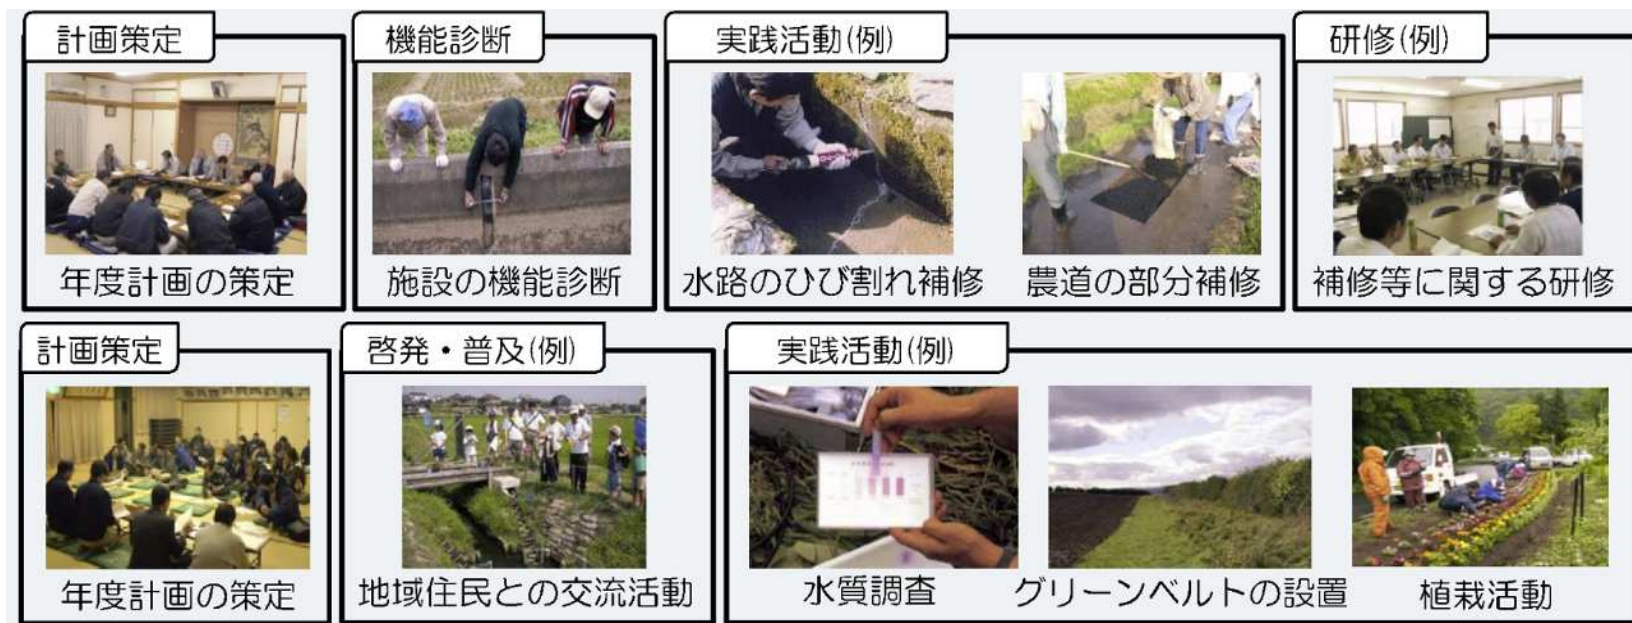 計画策定
機能診断
実践活動(例)
研修(例)
年度計画の策定
施設の機能診断
水路のひび割れ補修
農道の部分補修
補修等に関する研修
計画策定
啓発・普及(例)
実践活動(例)
年度計画の策定
地域住民との交流活動
水質調査
グリーンベルトの設置
植栽活動